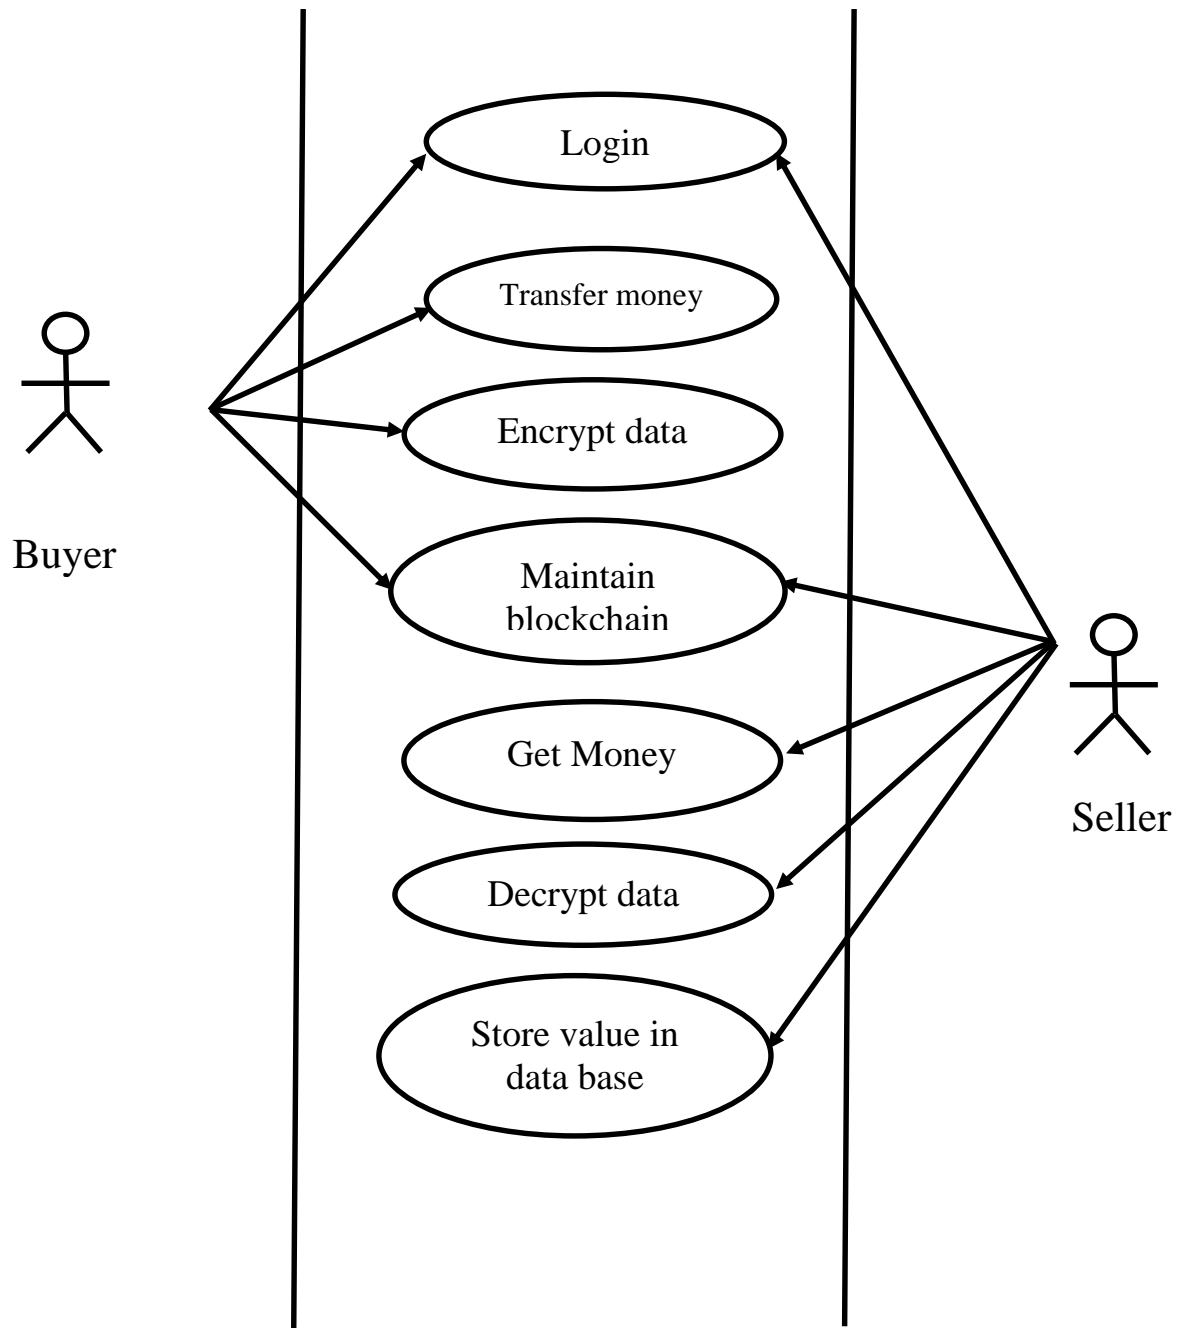 Login
Transfer money
Encrypt data
Buyer
Maintain
blockchain
Get Money
Seller
Decrypt data
Store value in
data base